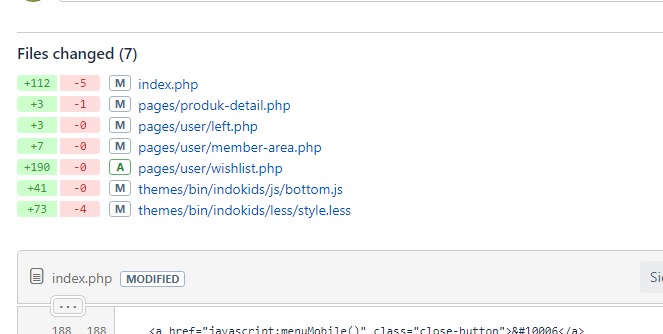 Files changed (7)
+112 -5 M index.php
+3 -1 M pages/produk-detail.php
+3 -0 M pages/user/left.php
+7 -0 M pages/user/member-area.php
+190 -0 A pages/user/wishlist.php
+41 -0 M themes/bin/indokids/js/bottom.js
+73 -4 M themes/bin/indokids/less/style.less
index.php MODIFIED
...
188 188 <a href="javascript:menuMobile()" class="close-button">&#10006</a>